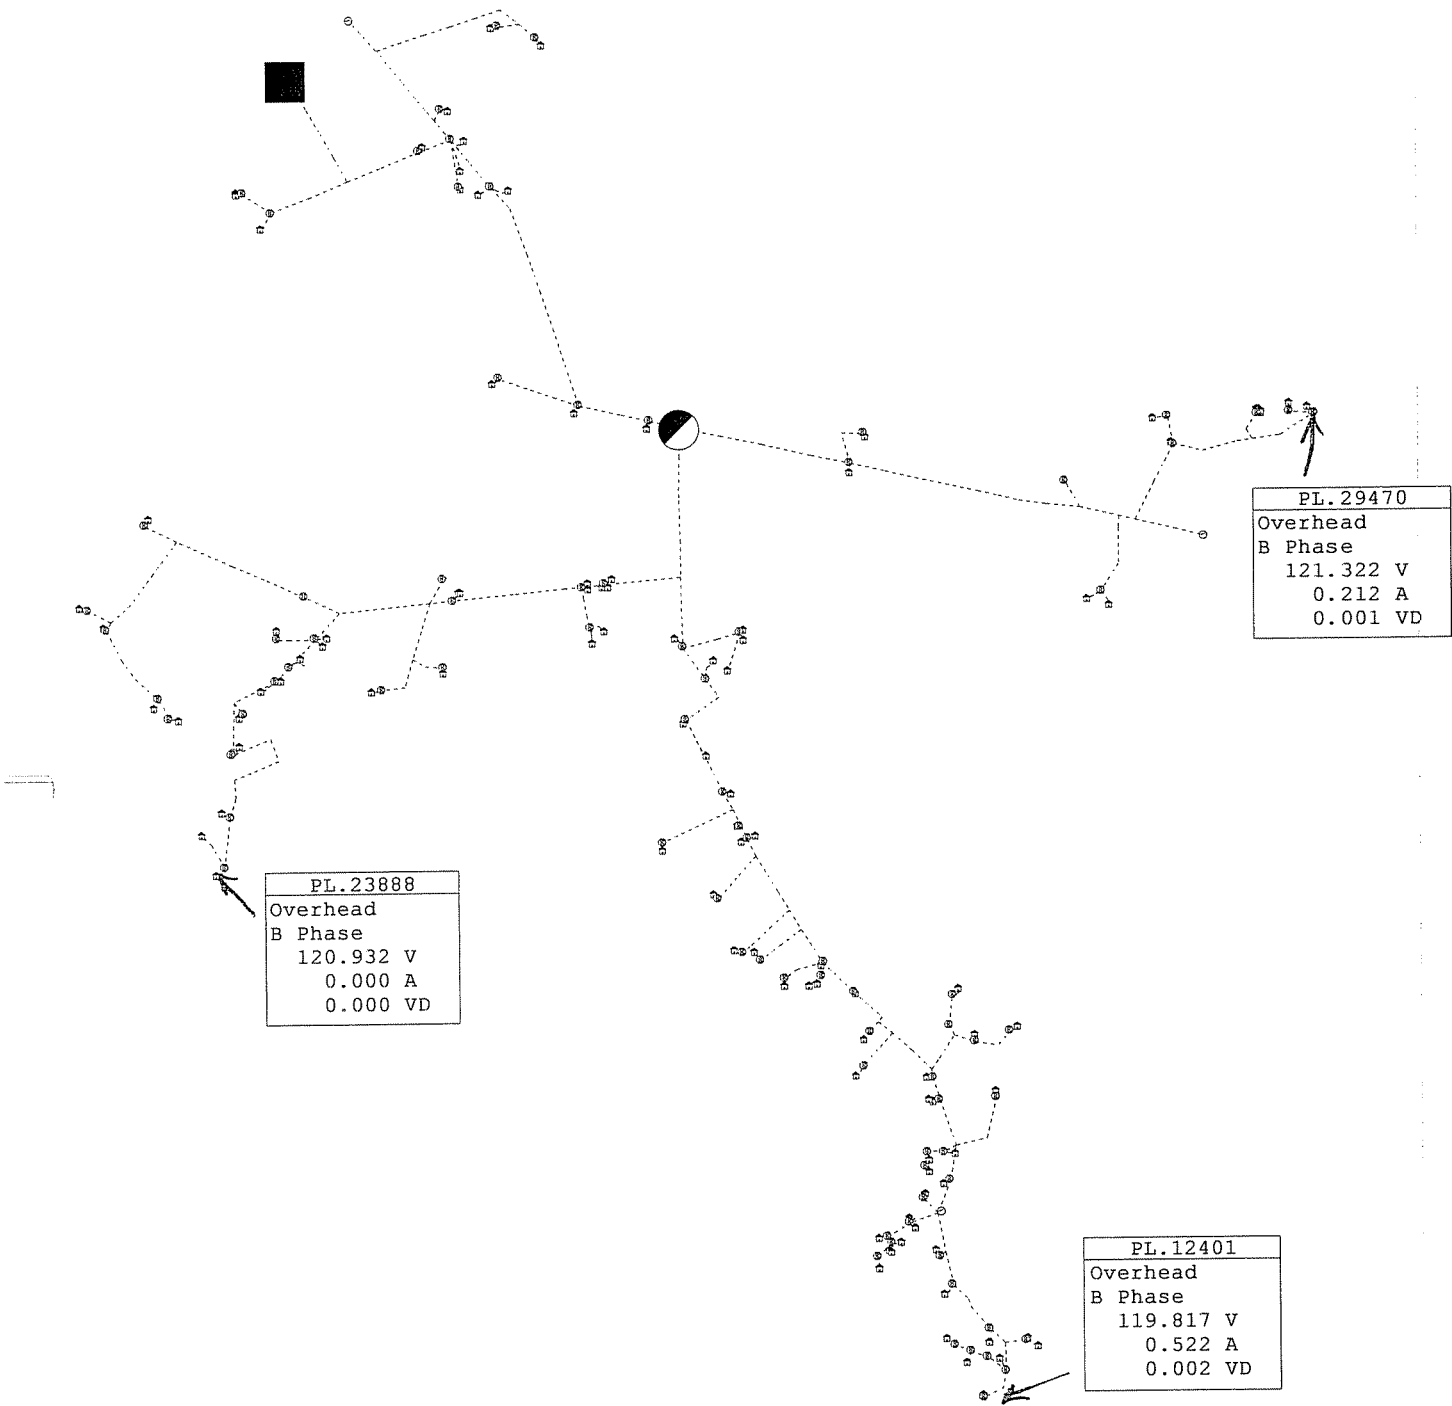 PL.29470
Overhead
B Phase
121.322 V
0.212 A
0.001 VD
PL.23888
Overhead
B Phase
120.932 V
0.000 A
0.000 VD
PL.12401
Overhead
B Phase
119.817 V
0.522 A
0.002 VD